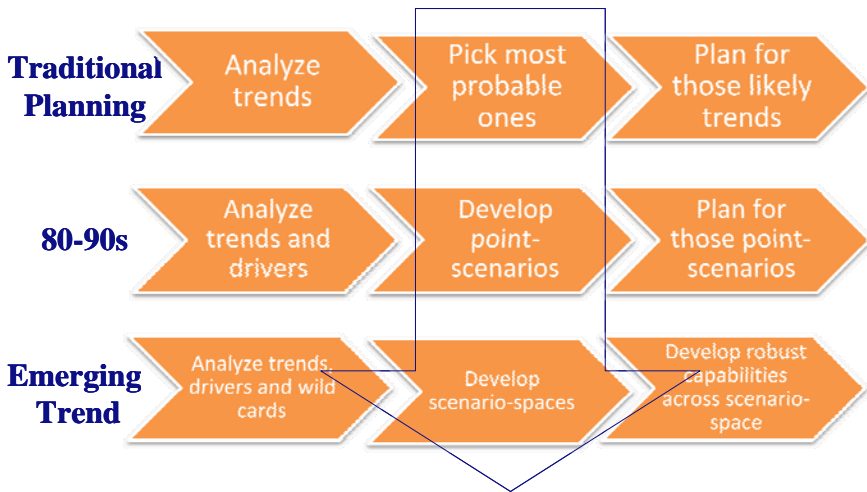 Traditional
Planning
Analyze
trends
Pick most
probable
ones
Plan for
those likely
trends
80-90s
Analyze
trends and
drivers
Develop
point-
scenarios
Plan for
those point-
scenarios
Emerging
Trend
Analyze trends,
drivers and wild
cards
Develop
scenario-spaces
Develop robust
capabilities
across scenario-
space